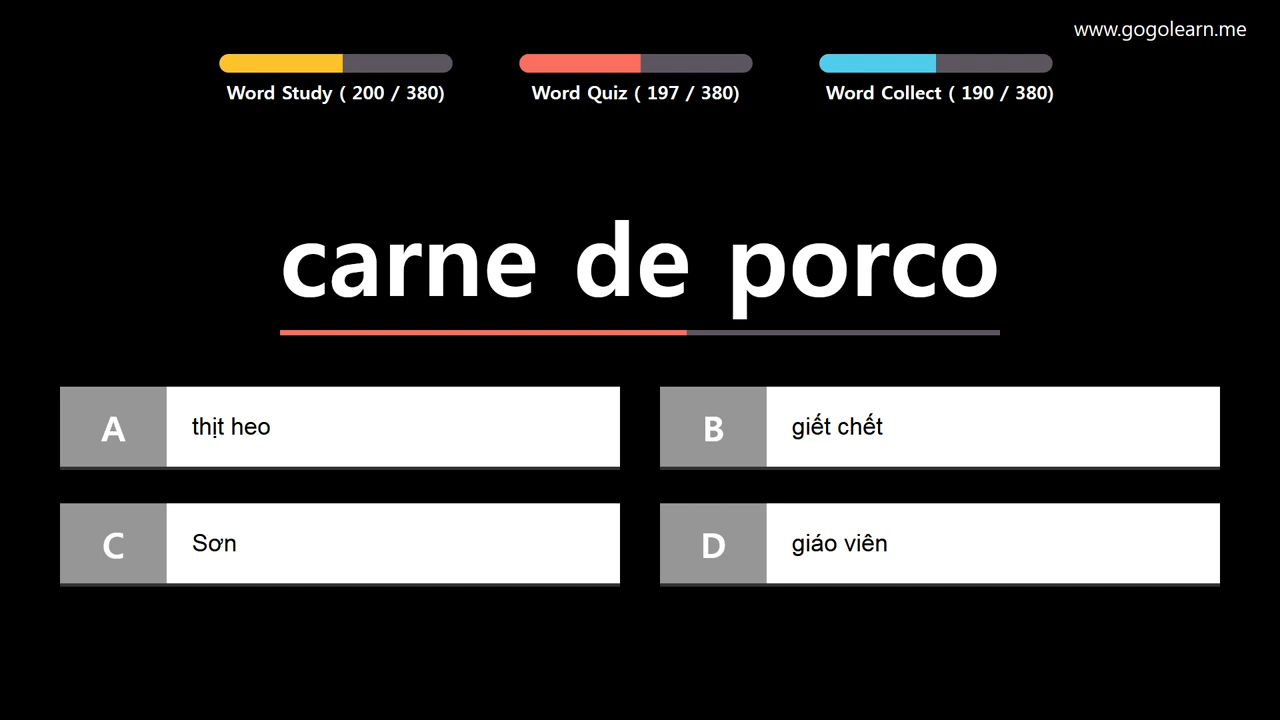 www.gogolearn.me
Word Study ( 200 / 380)
Word Quiz ( 197 / 380)
Word Collect ( 190 / 380)
carne de porco
A
thịt heo
B
giết chết
C
Sơn
D
giáo viên